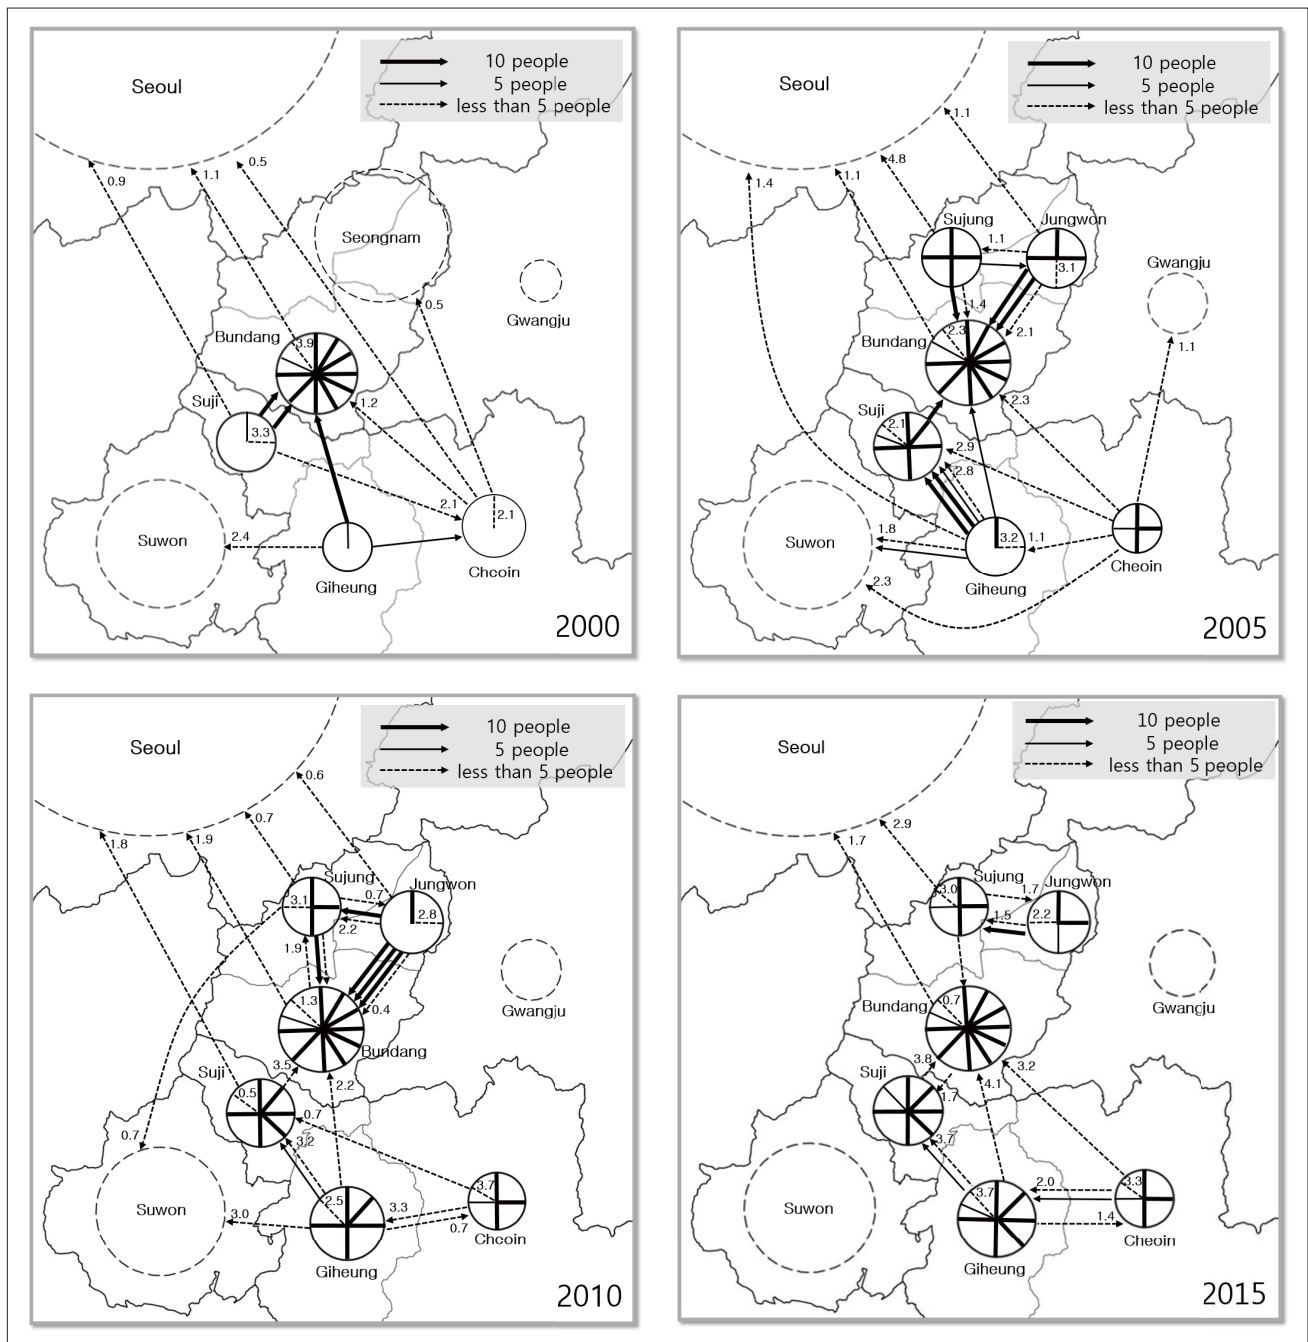 10 people
5 people
less than 5 people
Seoul
0.9
1.1
0.5
Seongnam
0.5
Gwangju
Bundang
3.9
Suji
3.3
1.2
2.1
2.1
Suwon
2.4
Giheung
Chcoin
2000
10 people
5 people
less than 5 people
Seoul
1.1
4.8
1.1
1.4
Sujung
Jungwon
1.1
3.1
Gwangju
1.4
2.1
1.1
Bundang
2.3
Suji
2.1
2.3
2.9
2.8
Suwon
1.8
3.2
1.1
2.3
Giheung
Cheoin
2005
10 people
5 people
less than 5 people
Seoul
0.6
0.7
1.9
1.8
Sujung
Jungwon
3.1
0.7
2.8
2.2
1.9
Gwangju
1.3
0.4
Bundang
3.5
Suji
0.5
2.2
0.7
0.7
3.2
Suwon
3.7
2.5
3.3
3.0
0.7
Chcoin
Giheung
2010
10 people
5 people
less than 5 people
Seoul
2.9
1.7
Sujung
Jungwon
3.0
1.7
1.5
2.2
Gwangju
Bundang
0.7
3.8
3.2
Suji
4.1
1.7
3.7
Suwon
3.7
2.0
3.3
1.4
Cheoin
Giheung
2015